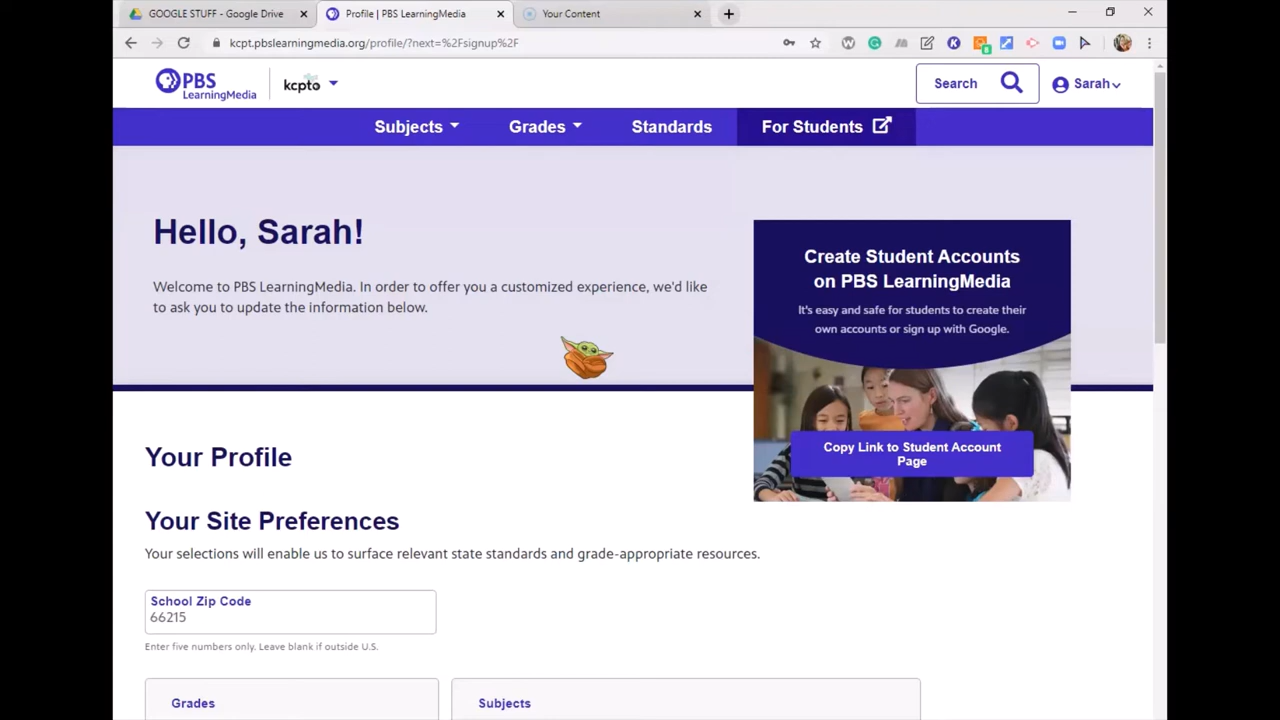 GOOGLE STUFF - Google Drive
Profile | PBS LearningMedia
Your Content
kcpt.pbslearningmedia.org/profile/?next=%2Fsignup%2F
PBS
LearningMedia
kcpt
Search
Sarah
Subjects
Grades
Standards
For Students
Hello, Sarah!
Welcome to PBS LearningMedia. In order to offer you a customized experience, we'd like
to ask you to update the information below.
Create Student Accounts
on PBS LearningMedia
It's easy and safe for students to create their
own accounts or sign up with Google.
Copy Link to Student Account
Page
Your Profile
Your Site Preferences
Your selections will enable us to surface relevant state standards and grade-appropriate resources.
School Zip Code
66215
Enter five numbers only. Leave blank if outside U.S.
Grades
Subjects